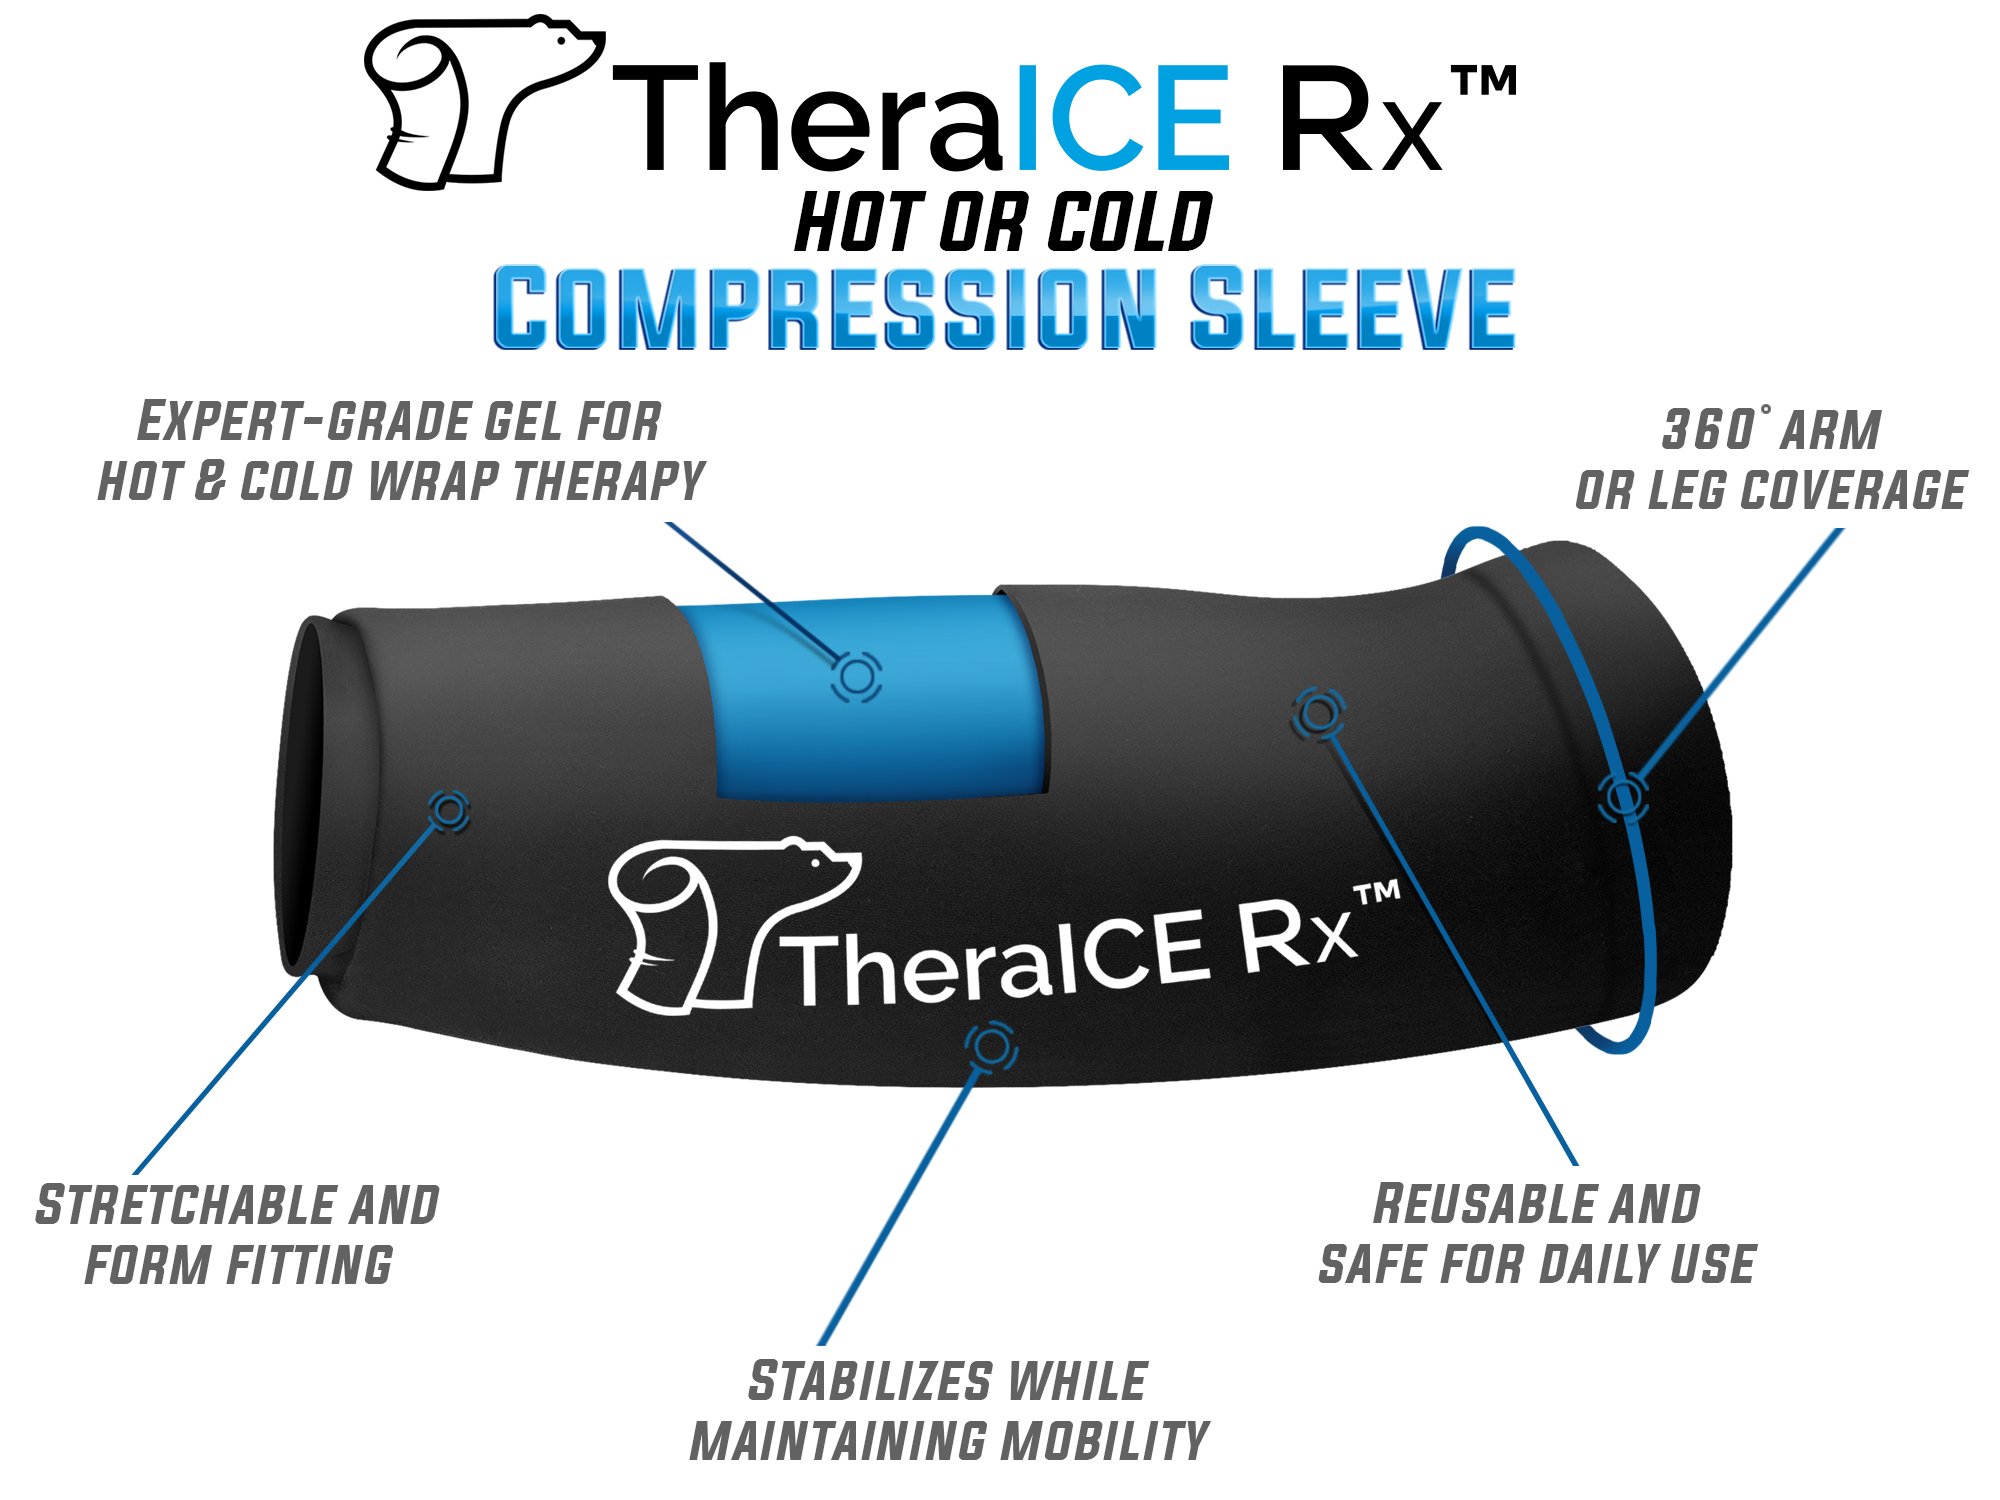 TheraICE Rx™
HOT OR COLD
COMPRESSION SLEEVE
EXPERT-GRADE GEL FOR
HOT & COLD WRAP THERAPY
360° ARM
OR LEG COVERAGE
TheraICE Rx™
STRETCHABLE AND
FORM FITTING
REUSABLE AND
SAFE FOR DAILY USE
STABILIZES WHILE
MAINTAINING MOBILITY